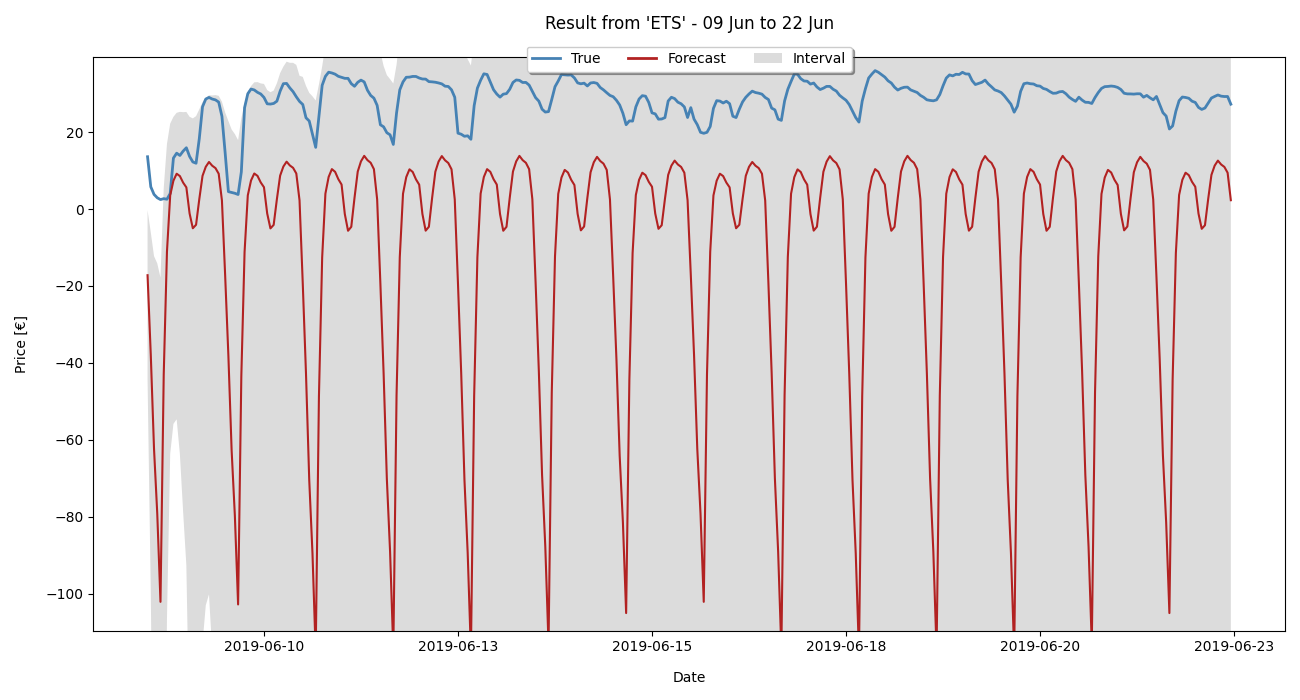 Result from 'ETS' - 09 Jun to 22 Jun
True Forecast Interval
20
0
−20
−40
−60
−80
−100
Price [€]
2019-06-10 2019-06-13 2019-06-15 2019-06-18 2019-06-20 2019-06-23
Date